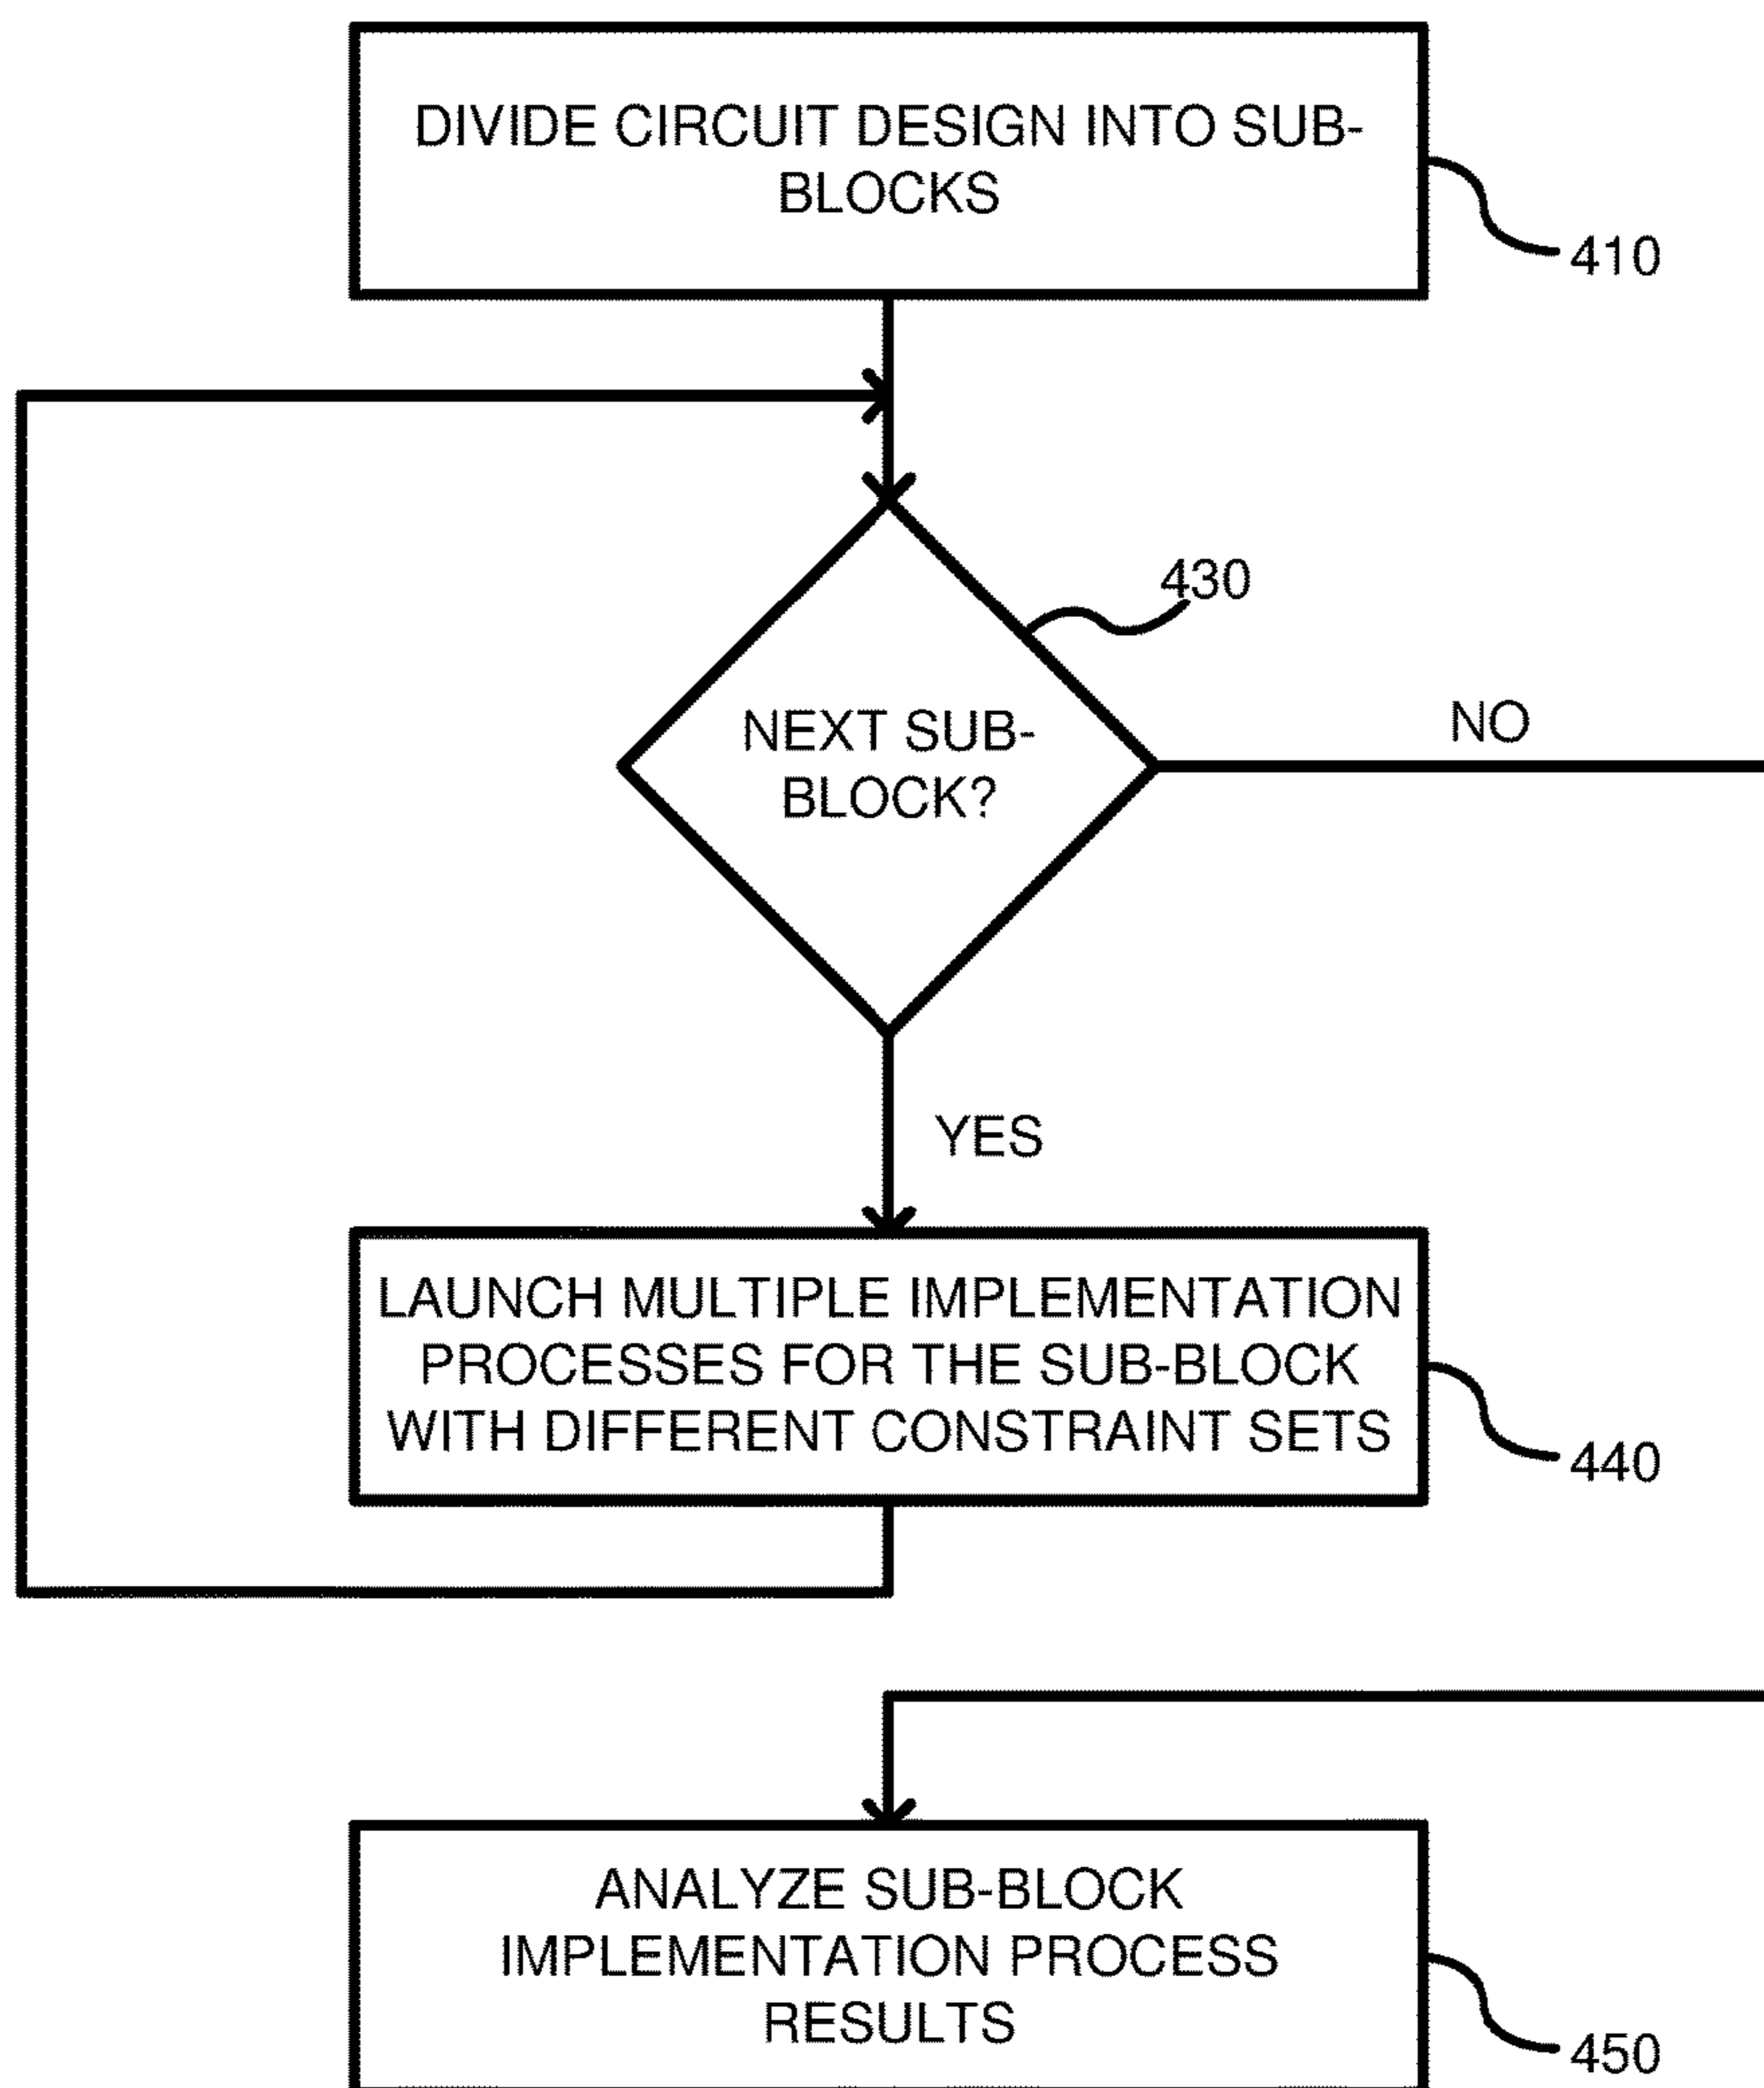 DIVIDE CIRCUIT DESIGN INTO SUB-
BLOCKS
410
430
NEXT SUB-
BLOCK?
NO
YES
LAUNCH MULTIPLE IMPLEMENTATION
PROCESSES FOR THE SUB-BLOCK
WITH DIFFERENT CONSTRAINT SETS
440
ANALYZE SUB-BLOCK
IMPLEMENTATION PROCESS
RESULTS
450